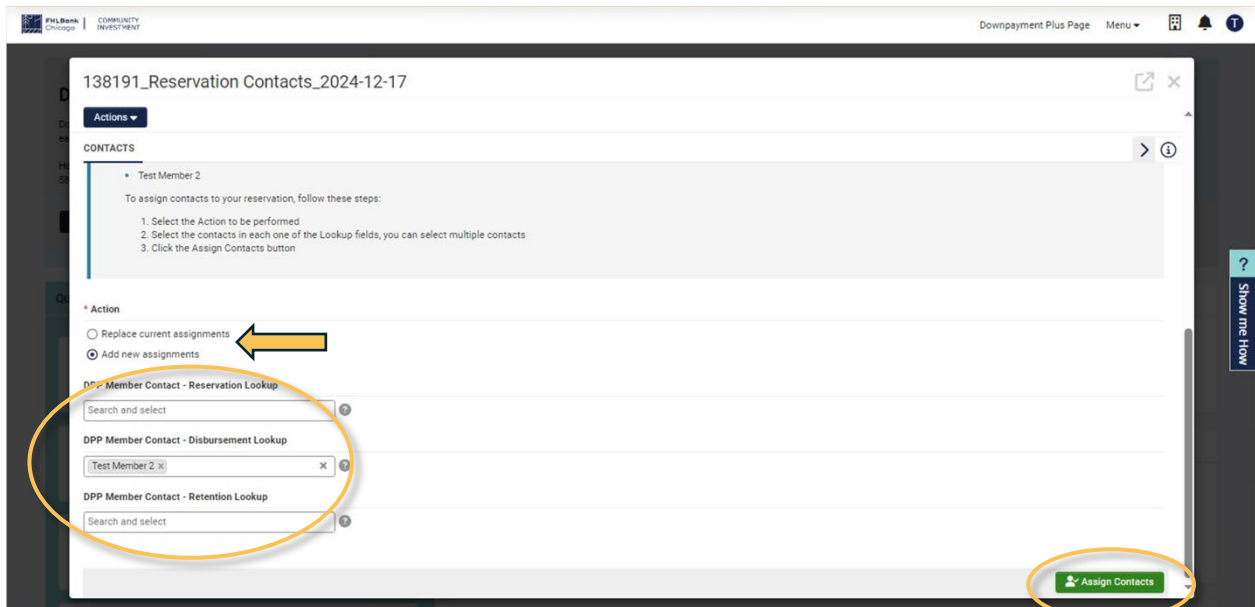 FHLBank
Chicago
COMMUNITY
INVESTMENT
Downpayment Plus Page
Menu
T
138191_Reservation Contacts_2024-12-17
Actions
CONTACTS
• Test Member 2
To assign contacts to your reservation, follow these steps:
1. Select the Action to be performed
2. Select the contacts in each one of the Lookup fields, you can select multiple contacts
3. Click the Assign Contacts button
* Action
Replace current assignments
Add new assignments
DPP Member Contact - Reservation Lookup
Search and select
DPP Member Contact - Disbursement Lookup
Test Member 2 ×
DPP Member Contact - Retention Lookup
Search and select
Assign Contacts
? Show me How